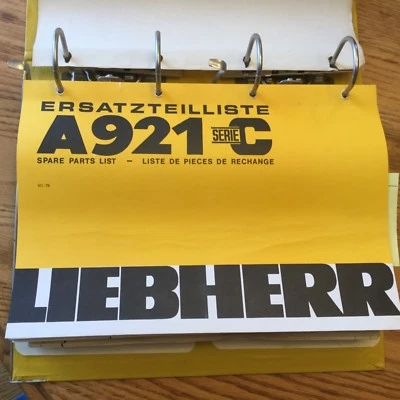 ERSATZTEILLISTE
A921 SERIE C
SPARE PARTS LIST – LISTE DE PIECES DE RECHANGE
LIEBHERR